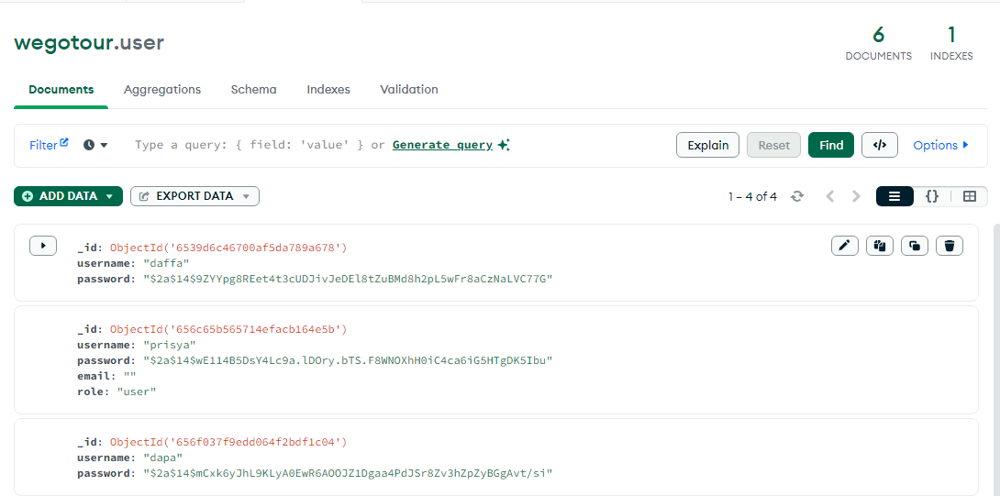 wegotour.user
6
DOCUMENTS
1
INDEXES
Documents Aggregations Schema Indexes Validation
Filter Type a query: { field: 'value' } or Generate query Explain Reset Find </> Options
ADD DATA EXPORT DATA 1 – 4 of 4 {}
_id: ObjectId('6539d6c46700af5da789a678')
username: "daffa"
password: "$2a$14$9ZYYpg8REet4t3cUDJivJeDEl8tZuBMd8h2pL5wFr8aCzNaLVC77G"
_id: ObjectId('656c65b565714efacb164e5b')
username: "prisya"
password: "$2a$14$wE114B5DsY4Lc9a.lDOry.bTS.F8WNOXhH0iC4ca6iG5HTgDK5Ibu"
email: ""
role: "user"
_id: ObjectId('656f037f9edd064f2bdf1c04')
username: "dapa"
password: "$2a$14$mCxk6yJhL9KLyA0EwR6AOOJZ1Dgaa4PdJSr8Zv3hZpZyBGgAvt/si"